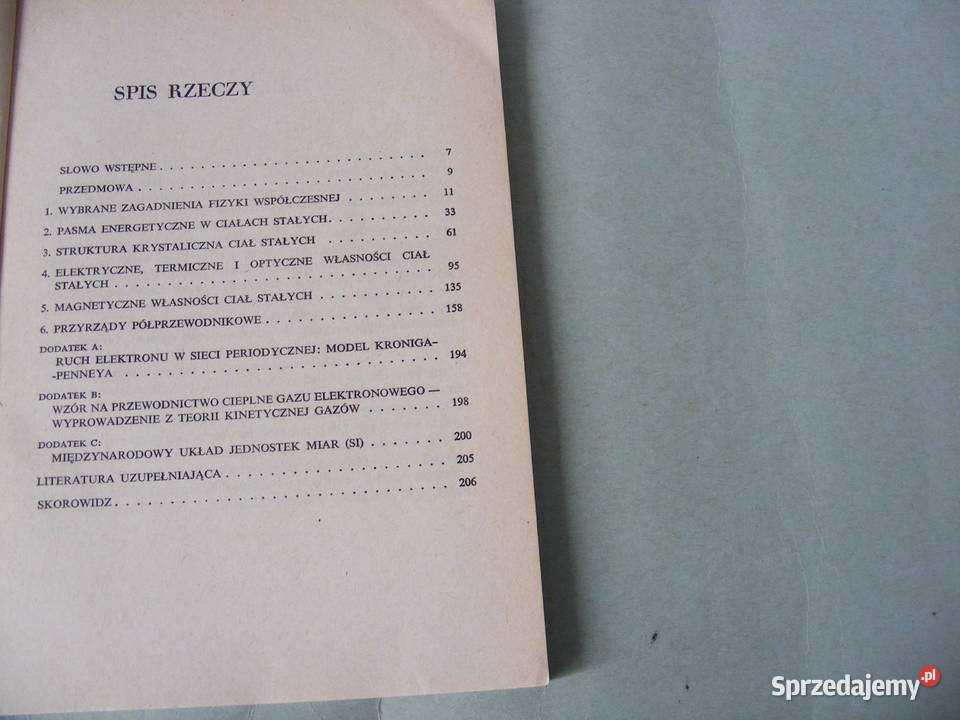 SPIS RZECZY
SŁOWO WSTĘPNE . . . . . . . . . . . . . . . . . . . . . . . . . . 7
PRZEDMOWA . . . . . . . . . . . . . . . . . . . . . . . . . . . . 9
1. WYBRANE ZAGADNIENIA FIZYKI WSPÓŁCZESNEJ . . . . . . . . 11
2. PASMA ENERGETYCZNE W CIAŁACH STAŁYCH . . . . . . . . . . 33
3. STRUKTURA KRYSTALICZNA CIAŁ STAŁYCH . . . . . . . . . . 61
4. ELEKTRYCZNE, TERMICZNE I OPTYCZNE WŁASNOŚCI CIAŁ
STAŁYCH . . . . . . . . . . . . . . . . . . . . . . . . . . . . 95
5. MAGNETYCZNE WŁASNOŚCI CIAŁ STAŁYCH . . . . . . . . . . . 135
6. PRZYRZĄDY PÓŁPRZEWODNIKOWE . . . . . . . . . . . . . . . . 158
DODATEK A:
RUCH ELEKTRONU W SIECI PERIODYCZNEJ: MODEL KRONIGA-
-PENNEYA . . . . . . . . . . . . . . . . . . . . . . . . . . . 194
DODATEK B:
WZÓR NA PRZEWODNICTWO CIEPLNE GAZU ELEKTRONOWEGO —
WYPROWADZENIE Z TEORII KINETYCZNEJ GAZÓW . . . . . . . 198
DODATEK C:
MIĘDZYNARODOWY UKŁAD JEDNOSTEK MIAR (SI) . . . . . . . 200
LITERATURA UZUPEŁNIAJĄCA . . . . . . . . . . . . . . . . . . . 205
SKOROWIDZ . . . . . . . . . . . . . . . . . . . . . . . . . . . . 206
Sprzedajemy.pl